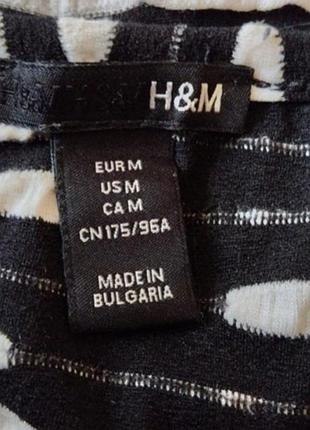 H&M
EUR M
US M
CA M
CN 175/96A
MADE IN
BULGARIA